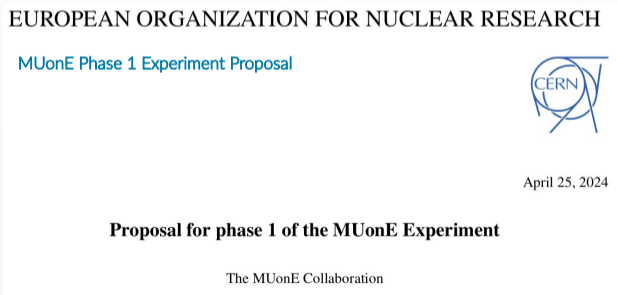 EUROPEAN ORGANIZATION FOR NUCLEAR RESEARCH
MUonE Phase 1 Experiment Proposal
CERN
April 25, 2024
Proposal for phase 1 of the MUonE Experiment
The MUonE Collaboration